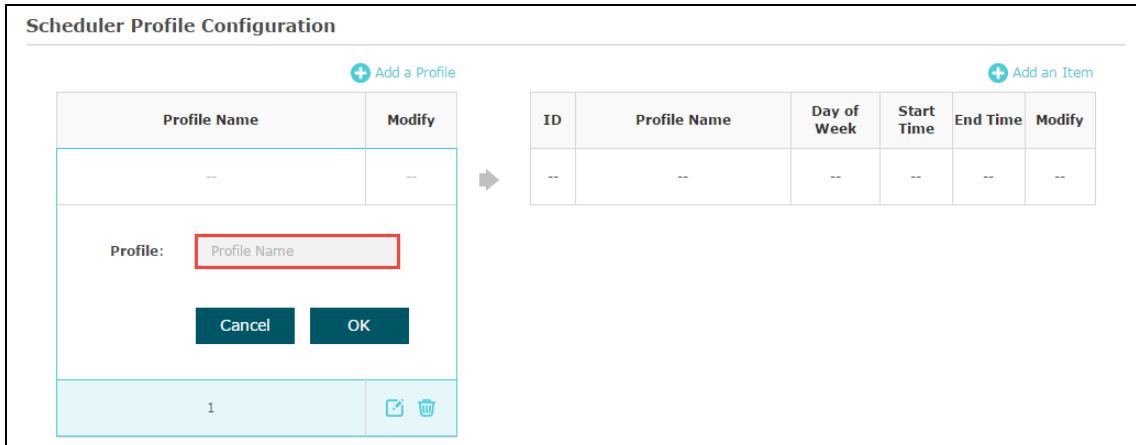 Scheduler Profile Configuration
Add a Profile
Add an Item
Profile Name Modify
ID Profile Name Day of Week Start Time End Time Modify
-- --
-- -- -- -- -- --
Profile: Profile Name
Cancel OK
1